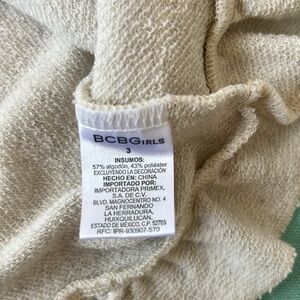 BCBGIRLS
3
INSUMOS:
57% algodón, 43% poliéster
EXCLUYENDO LA DECORACIÓN
HECHO EN: CHINA
IMPORTADO POR:
IMPORTADORA PRIMEX,
S.A. DE C.V.
BLVD. MAGNOCENTRO NO. 4
SAN FERNANDO
LA HERRADURA,
HUIXQUILUCAN,
ESTADO DE MÉXICO, C.P. 52765
RFC: IPR-930907-S70